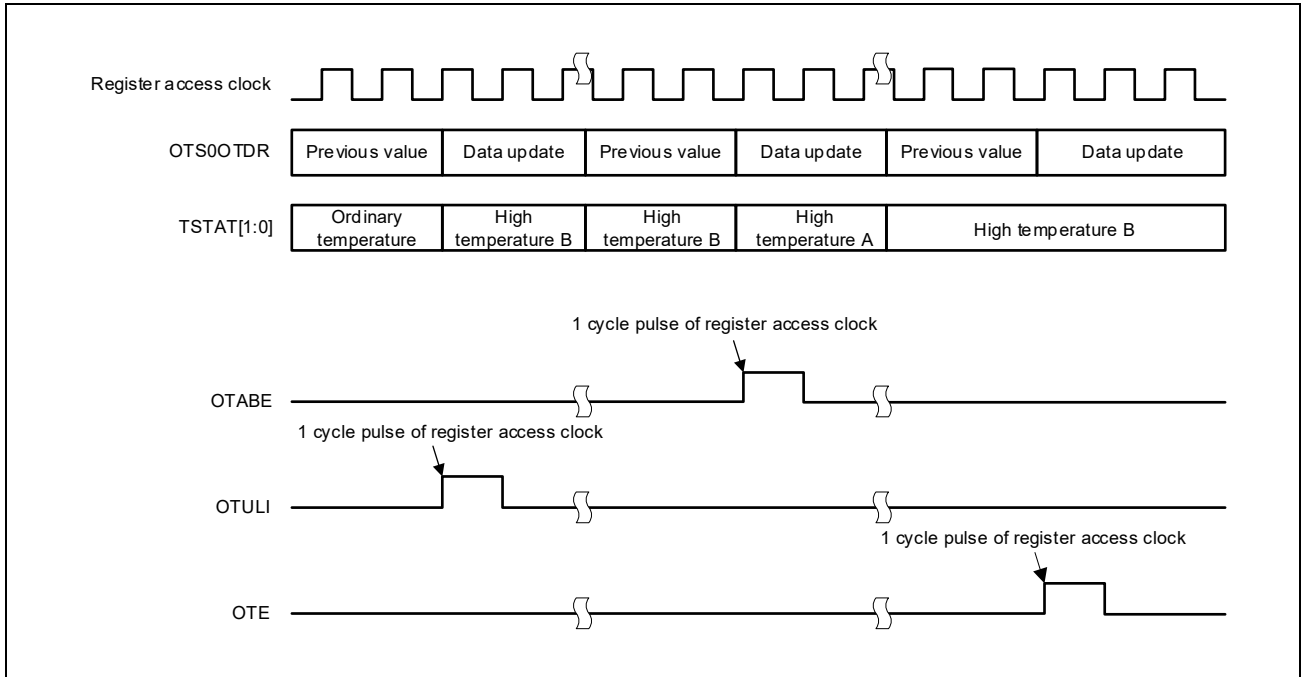 Register access clock
OTS0OTDR
Previous value
Data update
Previous value
Data update
Previous value
Data update
TSTAT[1:0]
Ordinary
temperature
High
temperature B
High
temperature B
High
temperature A
High temperature B
1 cycle pulse of register access clock
OTABE
1 cycle pulse of register access clock
OTULI
1 cycle pulse of register access clock
OTE